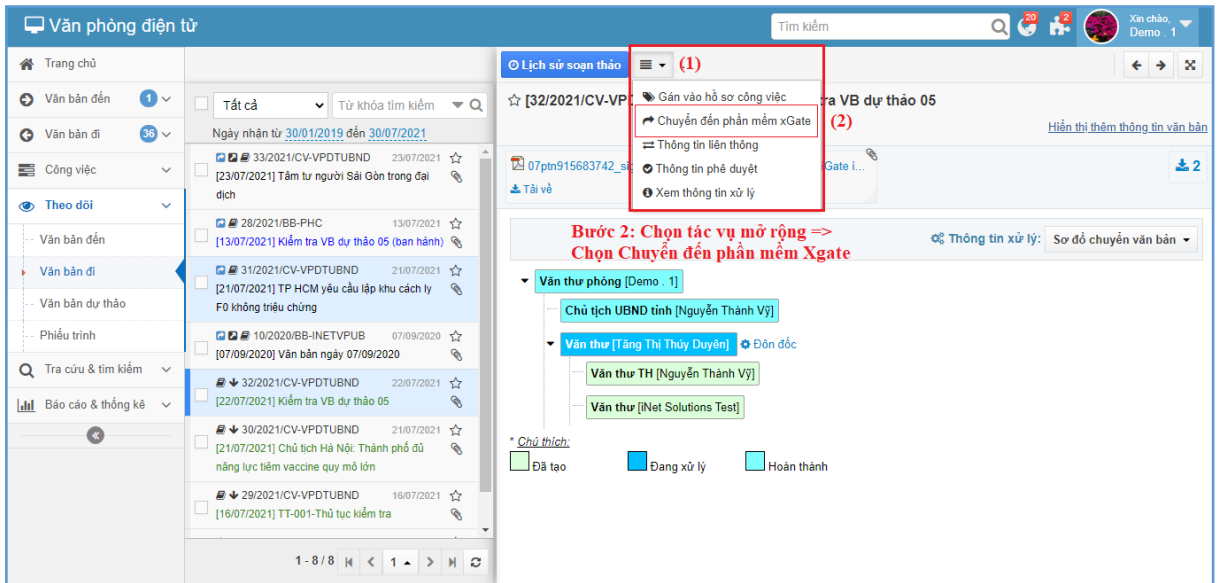 Văn phòng điện tử
Tìm kiếm
20
2
Xin chào,
Demo . 1
Trang chủ
Văn bản đến
1
Văn bản đi
36
Công việc
Theo dõi
Văn bản đến
Văn bản đi
Văn bản dự thảo
Phiếu trình
Tra cứu & tìm kiếm
Báo cáo & thống kê
Tất cả
Từ khóa tìm kiếm
Ngày nhận từ 30/01/2019 đến 30/07/2021
33/2021/CV-VPDTUBND 23/07/2021
[23/07/2021] Tâm tư người Sài Gòn trong đại
dịch
28/2021/BB-PHC 13/07/2021
[13/07/2021] Kiểm tra VB dự thảo 05 (ban hành)
31/2021/CV-VPDTUBND 21/07/2021
[21/07/2021] TP HCM yêu cầu lập khu cách ly
F0 không triệu chứng
10/2020/BB-INETVPUB 07/09/2020
[07/09/2020] Văn bản ngày 07/09/2020
32/2021/CV-VPDTUBND 22/07/2021
[22/07/2021] Kiểm tra VB dự thảo 05
30/2021/CV-VPDTUBND 21/07/2021
[21/07/2021] Chủ tịch Hà Nội: Thành phố đủ
năng lực tiêm vaccine quy mô lớn
29/2021/CV-VPDTUBND 16/07/2021
[16/07/2021] TT-001-Thủ tục kiểm tra
1 - 8 / 8
1
Lịch sử soạn thảo
(1)
[32/2021/CV-VP
ra VB dự thảo 05
Gán vào hồ sơ công việc
Chuyển đến phần mềm xGate
(2)
Thông tin liên thông
Thông tin phê duyệt
Xem thông tin xử lý
Hiển thị thêm thông tin văn bản
07ptn915683742_si
Gate i...
Tải về
2
Bước 2: Chọn tác vụ mở rộng =>
Chọn Chuyển đến phần mềm Xgate
Thông tin xử lý:
Sơ đồ chuyển văn bản
Văn thư phòng [Demo . 1]
Chủ tịch UBND tỉnh [Nguyễn Thành Vỹ]
Văn thư [Tăng Thị Thúy Duyên]
Đôn đốc
Văn thư TH [Nguyễn Thành Vỹ]
Văn thư [iNet Solutions Test]
* Chú thích:
Đã tạo
Đang xử lý
Hoàn thành